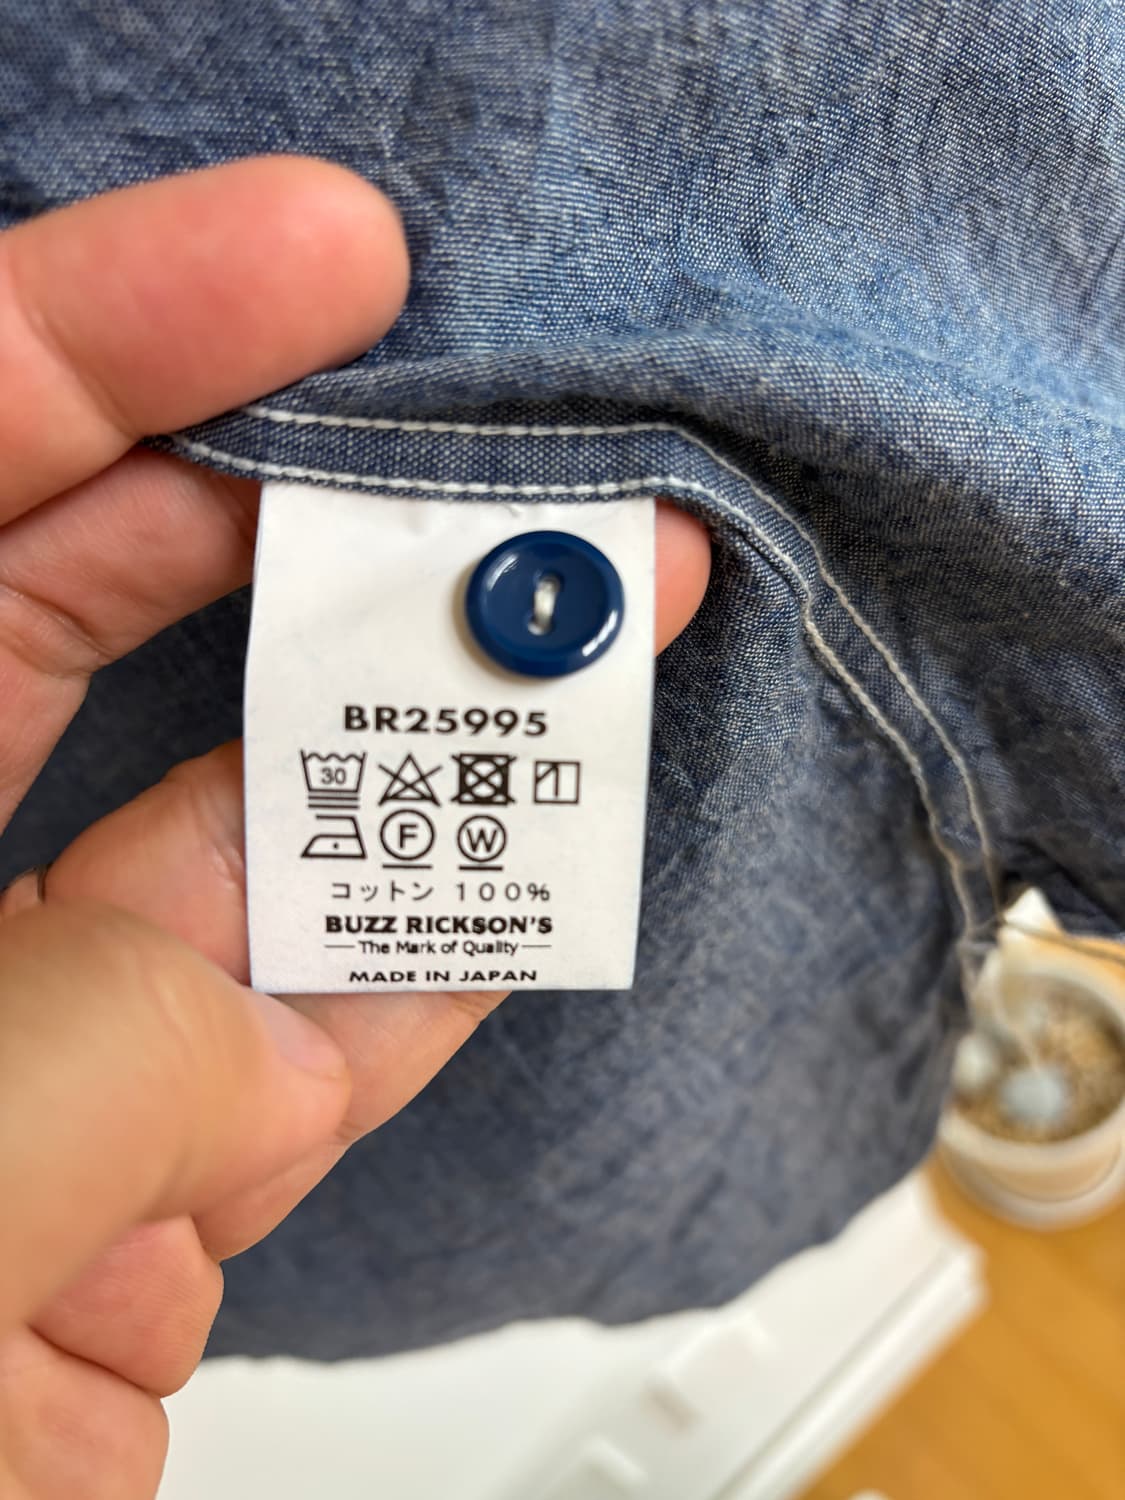 BR25995
30
F W
コットン 100%
BUZZ RICKSON'S
The Mark of Quality
MADE IN JAPAN